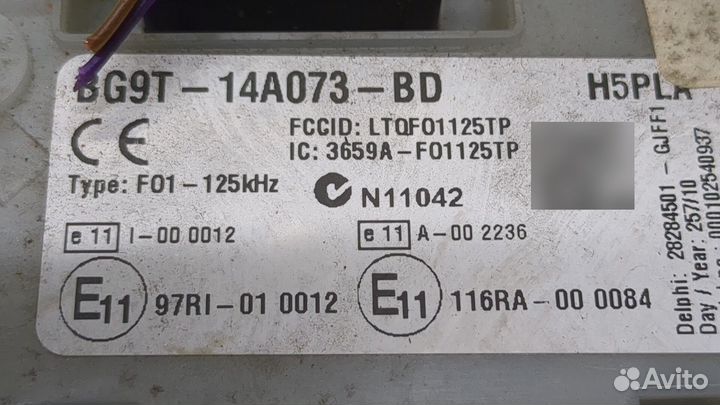 BG9T-14A073-BD H5PLA
CE FCCID: LTQFO1125TP
IC: 3659A-FO1125TP
Type: FO1-125kHz N11042
e 11 I-00 0012 e 11 A-00 2236
E11 97RI-01 0012 E11 116RA-00 0084
Delphi: 28284501 - GJFF1
Day / Year: 257/10
000102540937
Avito